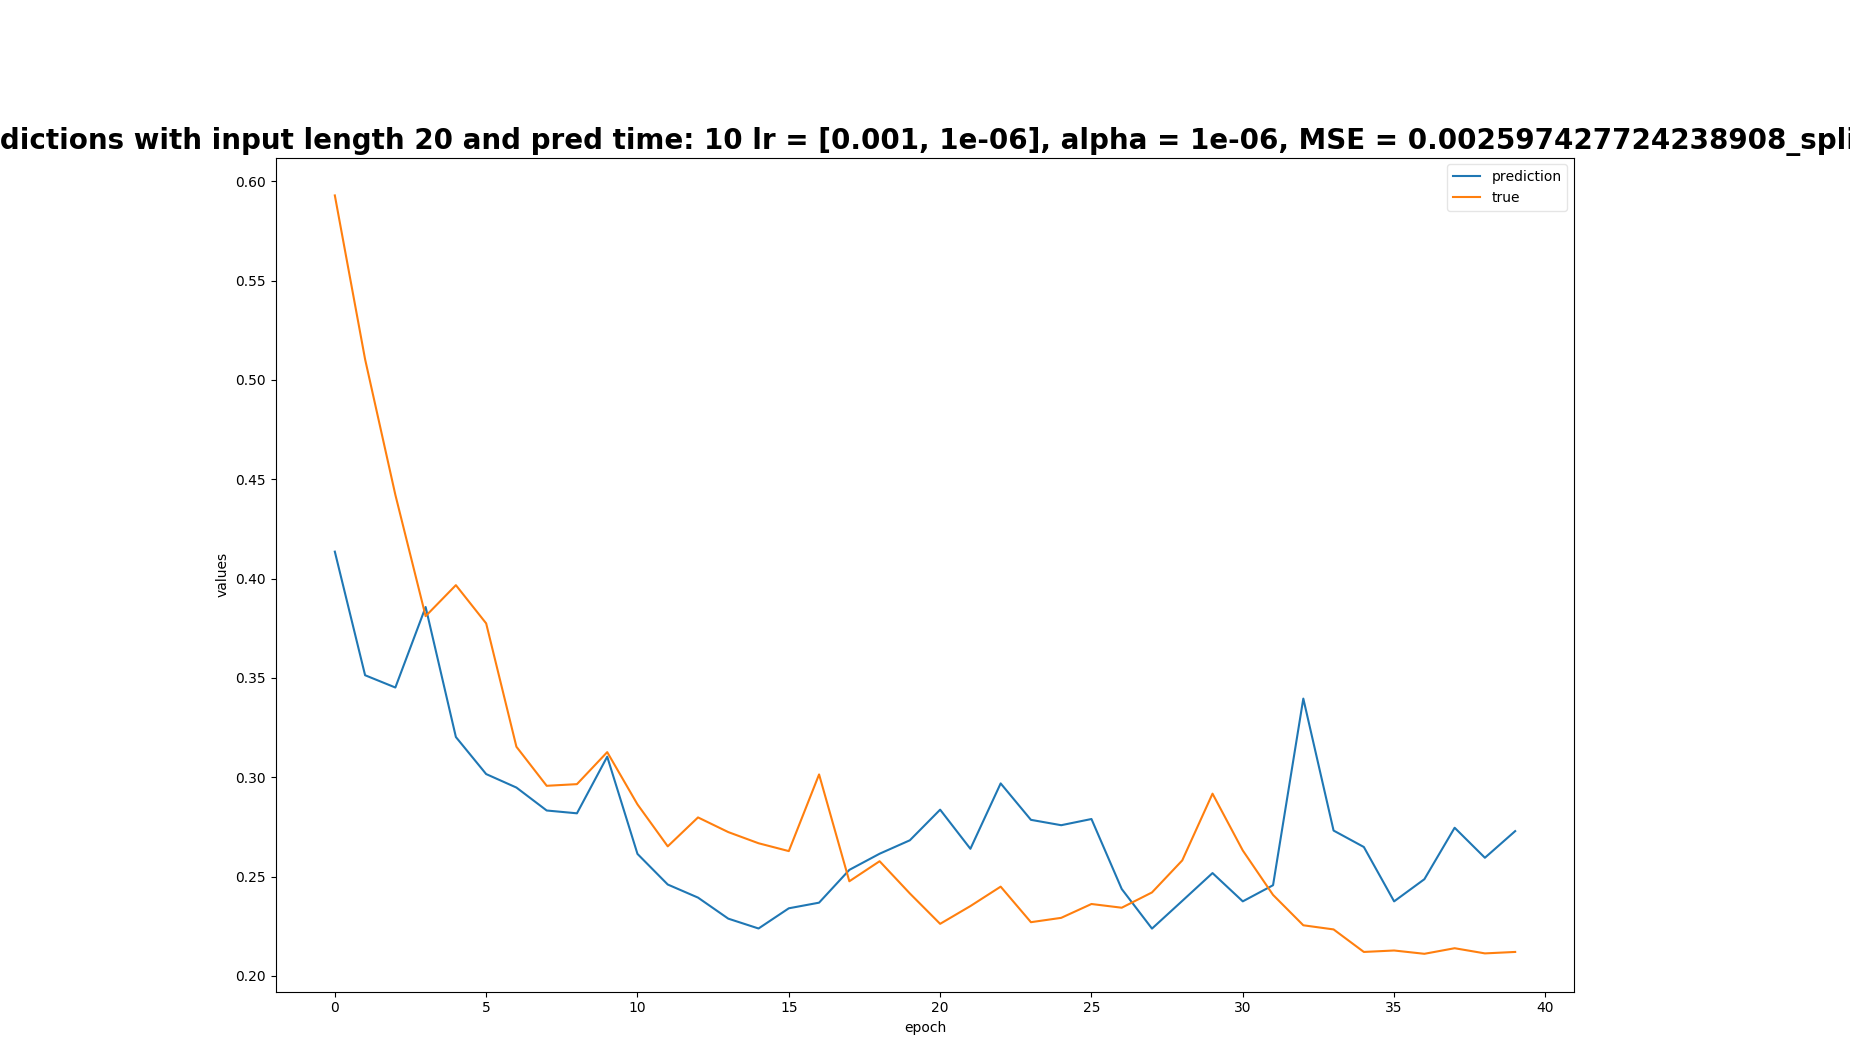 dictions with input length 20 and pred time: 10 lr = [0.001, 1e-06], alpha = 1e-06, MSE = 0.002597427724238908_spli
prediction
true
0.60
0.55
0.50
0.45
0.40
0.35
0.30
0.25
0.20
values
0 5 10 15 20 25 30 35 40
epoch